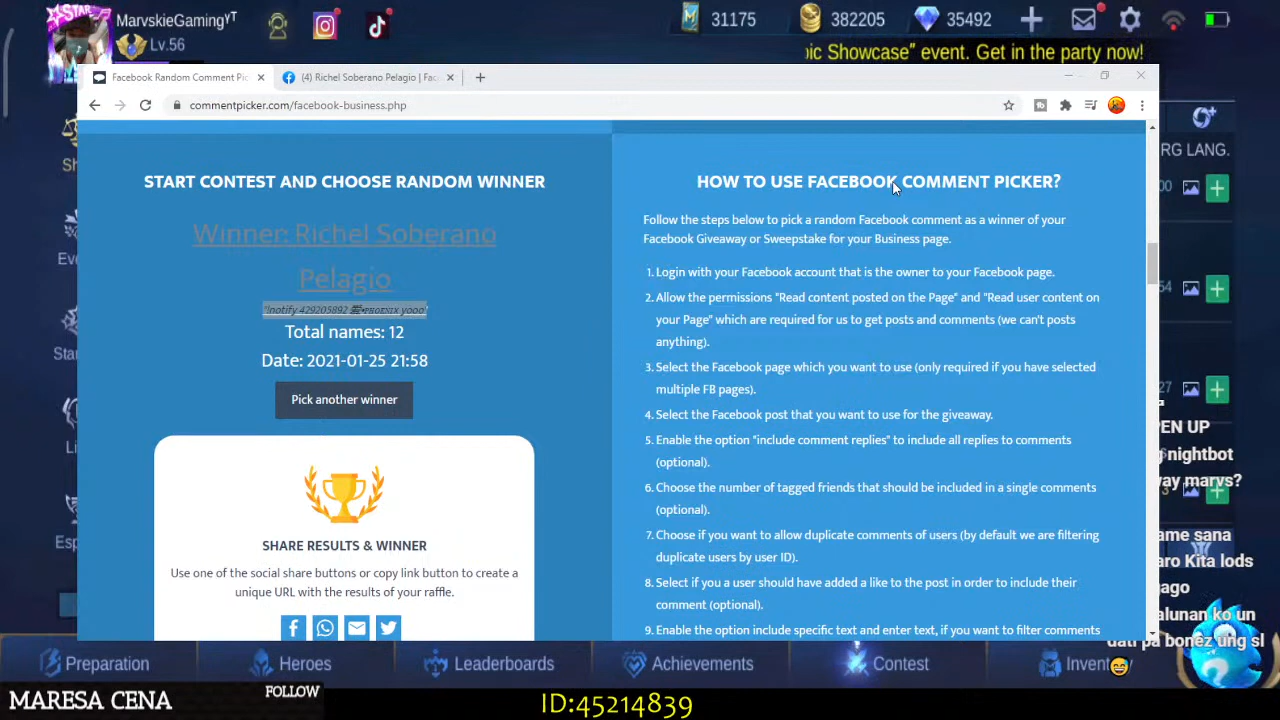 MarvskieGamingYT
Lv.56
31175
382205
35492
ic Showcase" event. Get in the party now!
Facebook Random Comment Pic
(4) Richel Soberano Pelagio | Fac
commentpicker.com/facebook-business.php
RG LANG.
START CONTEST AND CHOOSE RANDOM WINNER
Winner: Richel Soberano
Pelagio
Total names: 12
Date: 2021-01-25 21:58
Pick another winner
SHARE RESULTS & WINNER
Use one of the social share buttons or copy link button to create a
unique URL with the results of your raffle.
HOW TO USE FACEBOOK COMMENT PICKER?
Follow the steps below to pick a random Facebook comment as a winner of your
Facebook Giveaway or Sweepstake for your Business page.
1. Login with your Facebook account that is the owner to your Facebook page.
2. Allow the permissions "Read content posted on the Page" and "Read user content on
your Page" which are required for us to get posts and comments (we can't posts
anything).
3. Select the Facebook page which you want to use (only required if you have selected
multiple FB pages).
4. Select the Facebook post that you want to use for the giveaway.
5. Enable the option "include comment replies" to include all replies to comments
(optional).
6. Choose the number of tagged friends that should be included in a single comments
(optional).
7. Choose if you want to allow duplicate comments of users (by default we are filtering
duplicate users by user ID).
8. Select if you a user should have added a like to the post in order to include their
comment (optional).
9. Enable the option include specific text and enter text, if you want to filter comments
PEN UP
nightbot
way marvs?
ame sana
aro Kita lods
jago
alunan ko un
dati pa bonez ung sl
Preparation
Heroes
Leaderboards
Achievements
Contest
Invent
MARESA CENA
FOLLOW
ID:45214839